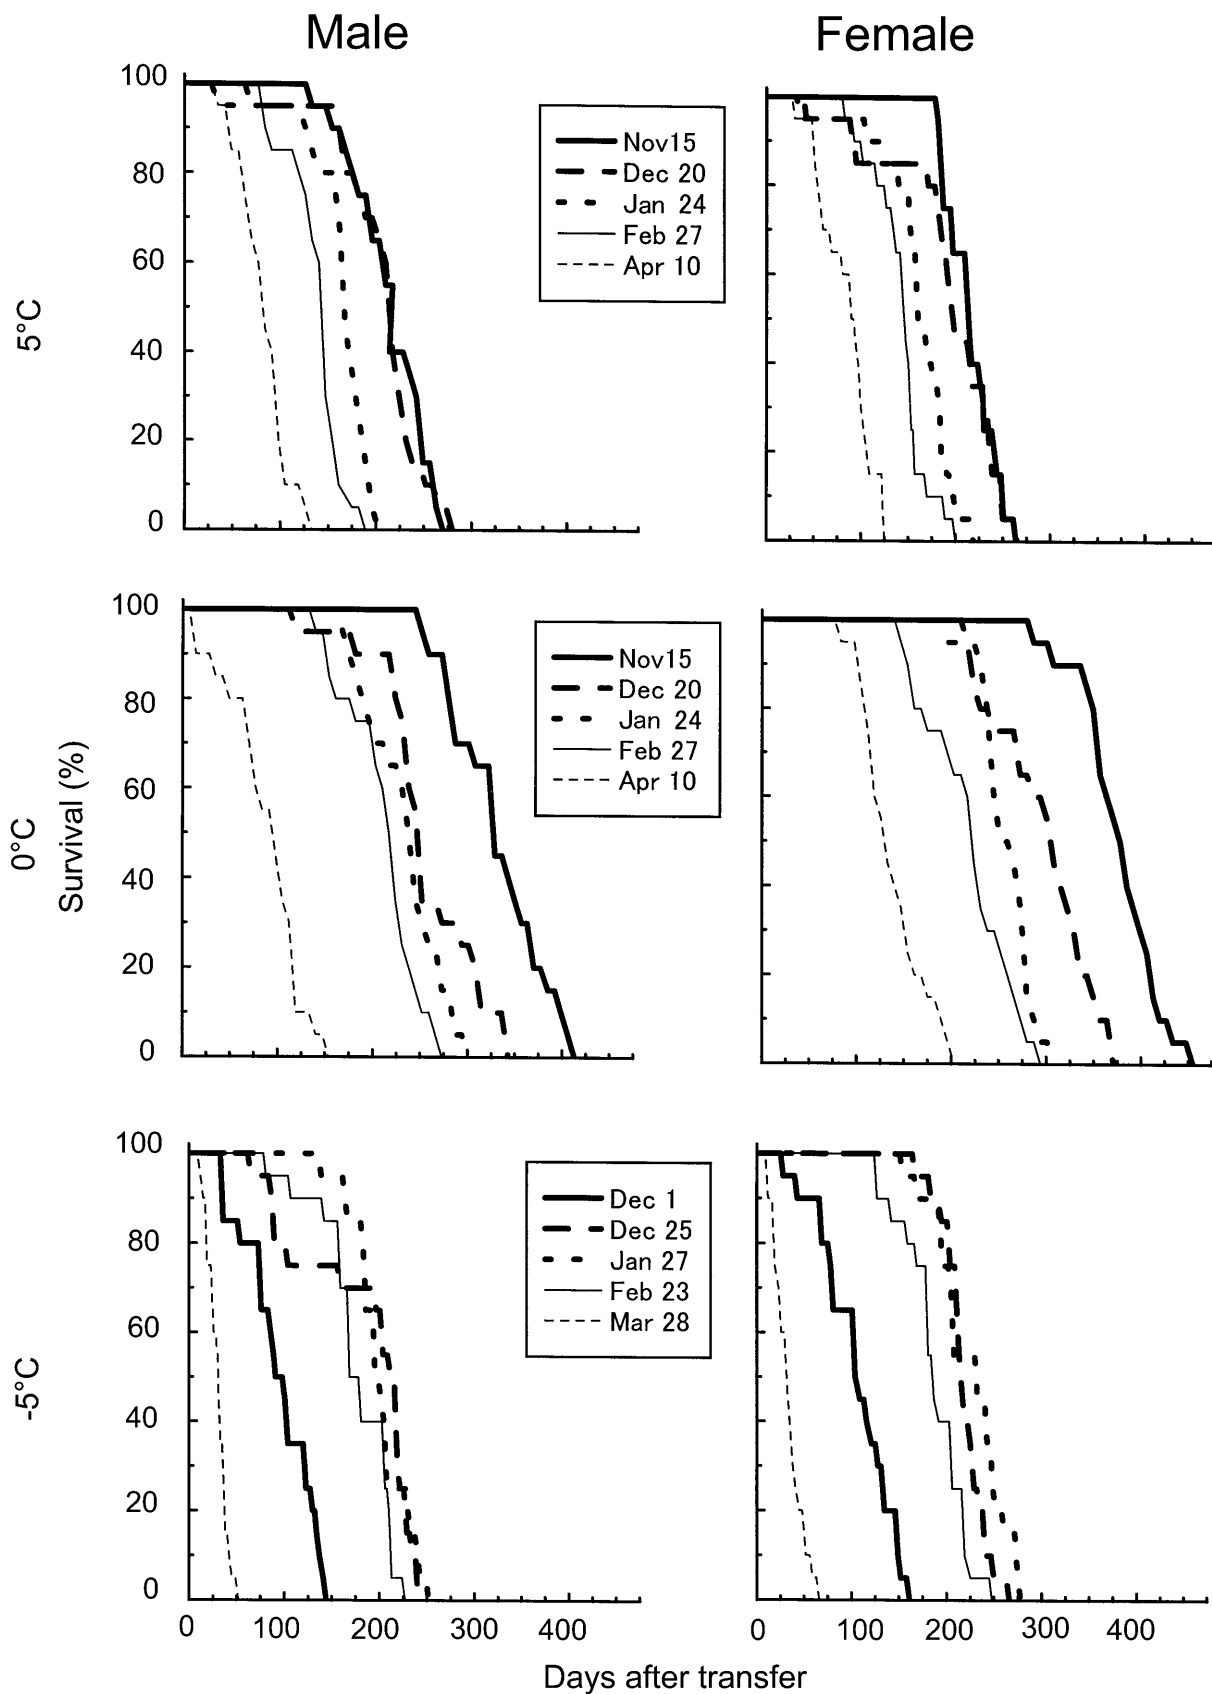 Male
Female
5°C
100
80
60
40
20
0
Nov15
Dec 20
Jan 24
Feb 27
Apr 10
0°C
Survival (%)
100
80
60
40
20
0
Nov15
Dec 20
Jan 24
Feb 27
Apr 10
-5°C
100
80
60
40
20
0
Dec 1
Dec 25
Jan 27
Feb 23
Mar 28
0 100 200 300 400
0 100 200 300 400
Days after transfer